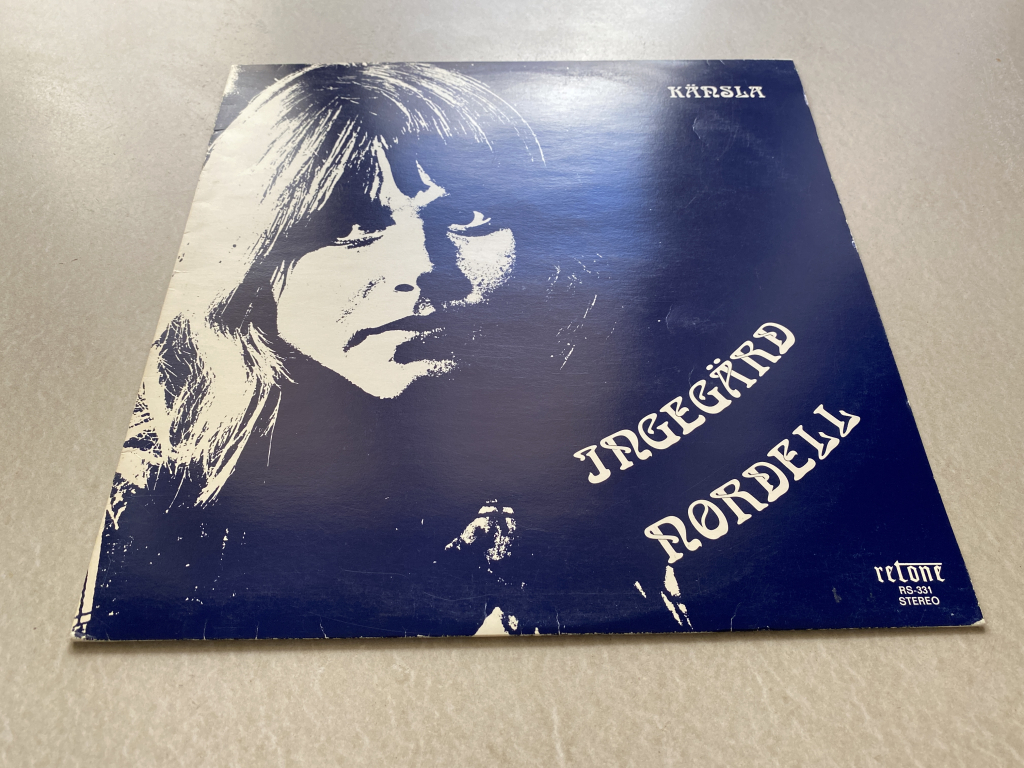 KÄNSLA
INGEGÄRD
NORDELL
retone
RS-331
STEREO